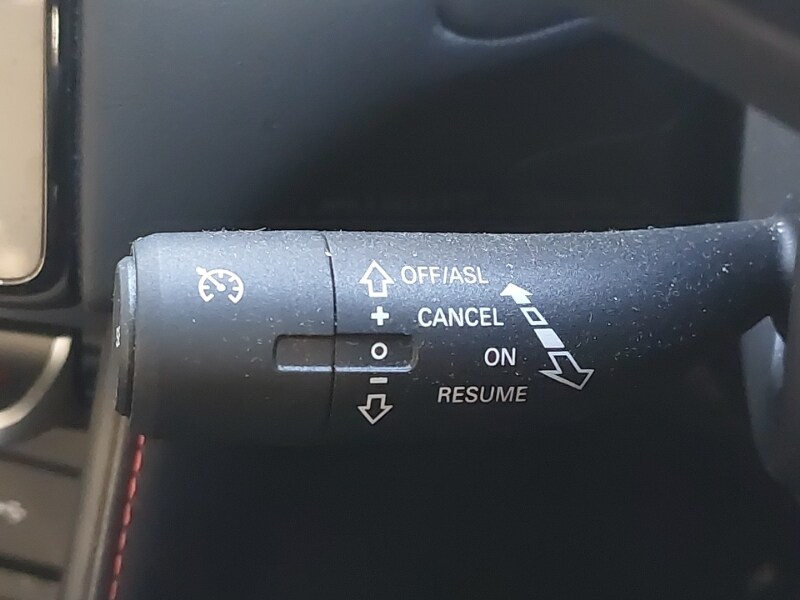 OFF/ASL
+ CANCEL
O ON
− RESUME